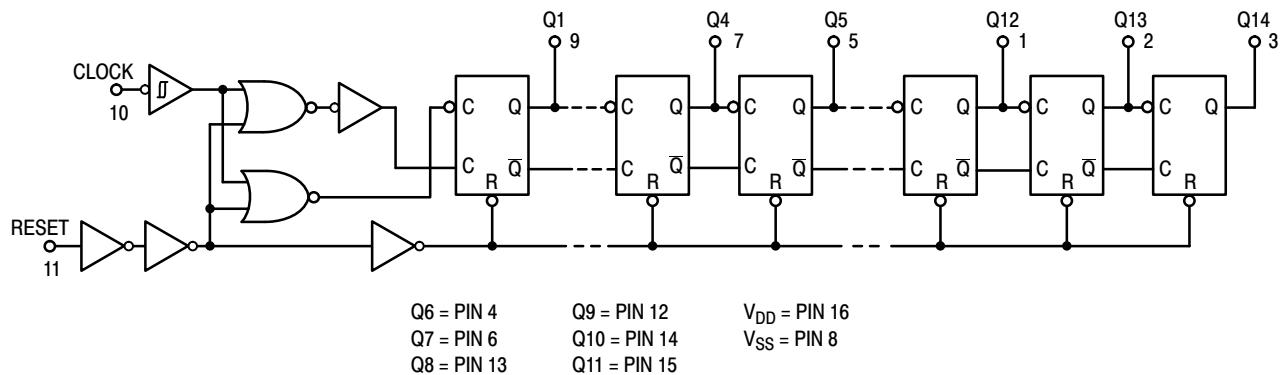 Q1 Q4 Q5 Q12 Q13 Q14
9 7 5 1 2 3
CLOCK
10
C Q C Q C Q C Q C Q C Q
C Q̅ C Q̅ C Q̅ C Q̅ C Q̅ C
R R R R R R
RESET
11
Q6 = PIN 4 Q9 = PIN 12 VDD = PIN 16
Q7 = PIN 6 Q10 = PIN 14 VSS = PIN 8
Q8 = PIN 13 Q11 = PIN 15